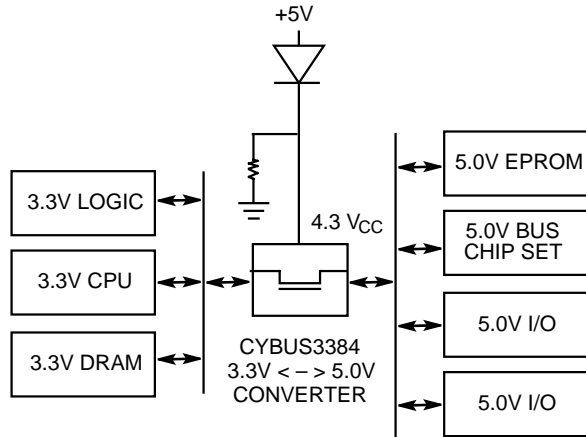 +5V
3.3V LOGIC
3.3V CPU
3.3V DRAM
4.3 VCC
CYBUS3384
3.3V < – > 5.0V
CONVERTER
5.0V EPROM
5.0V BUS
CHIP SET
5.0V I/O
5.0V I/O